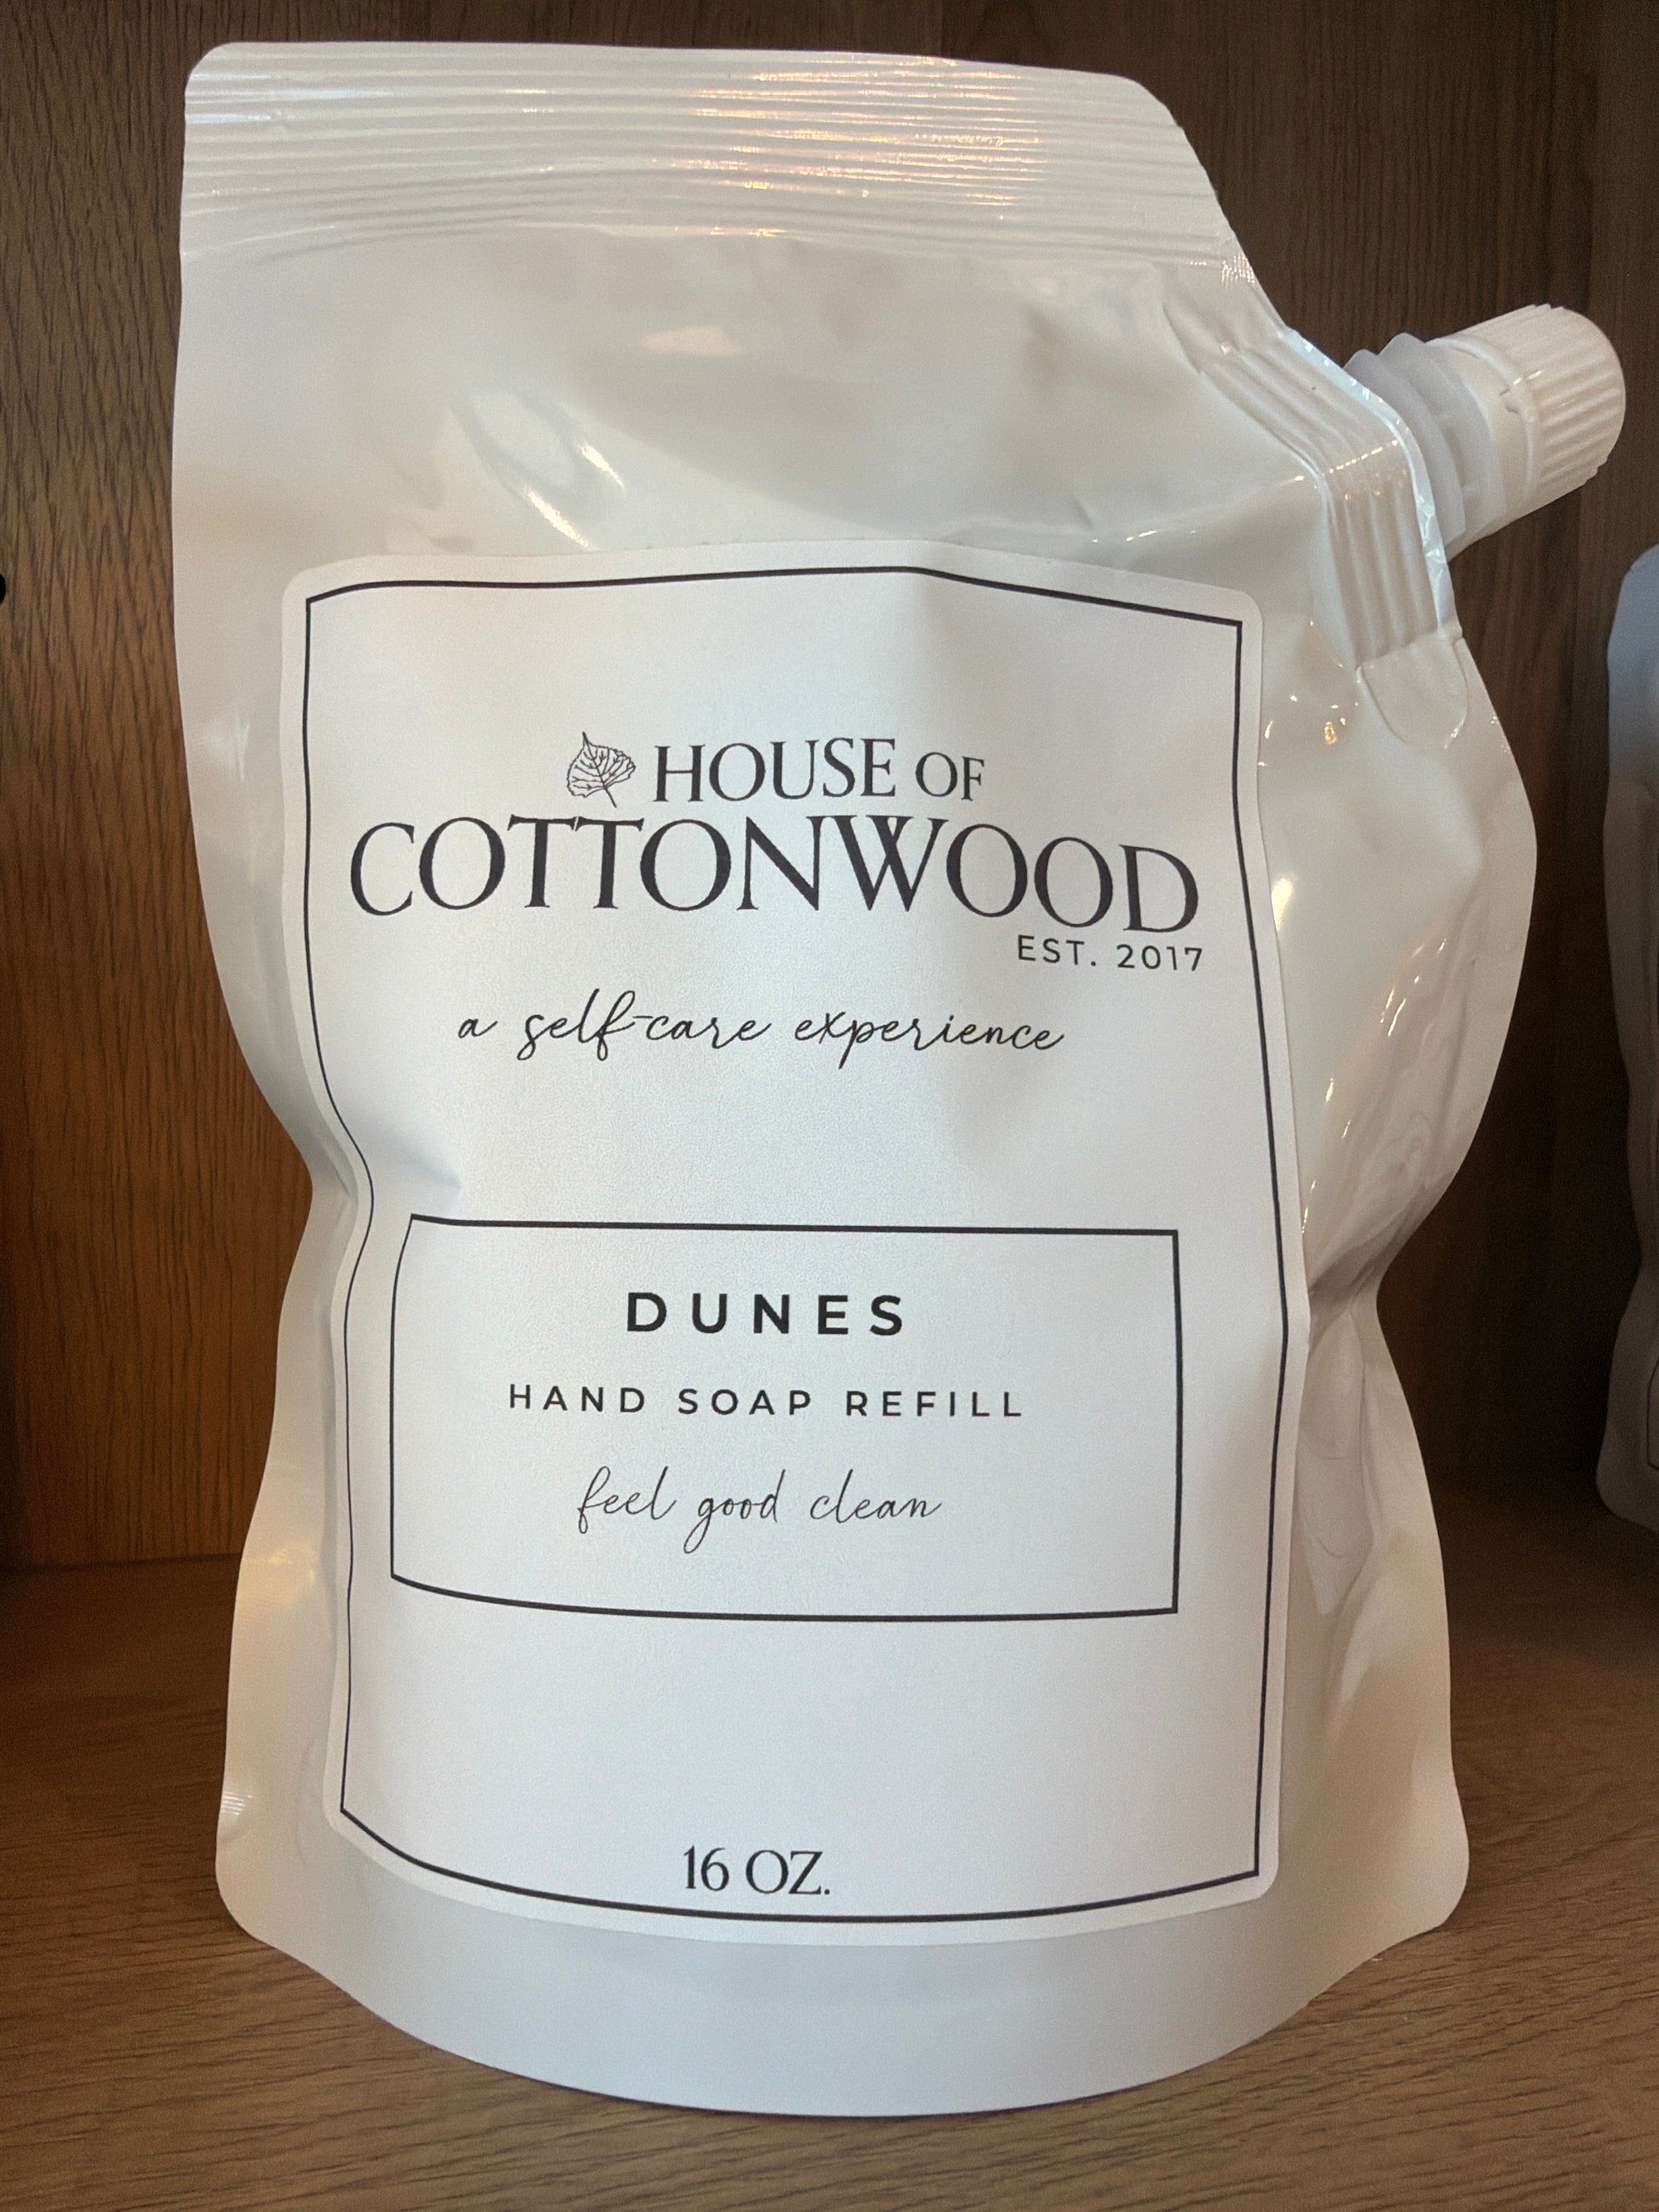 HOUSE OF
COTTONWOOD
EST. 2017
a self-care experience
DUNES
HAND SOAP REFILL
feel good clean
16 OZ.